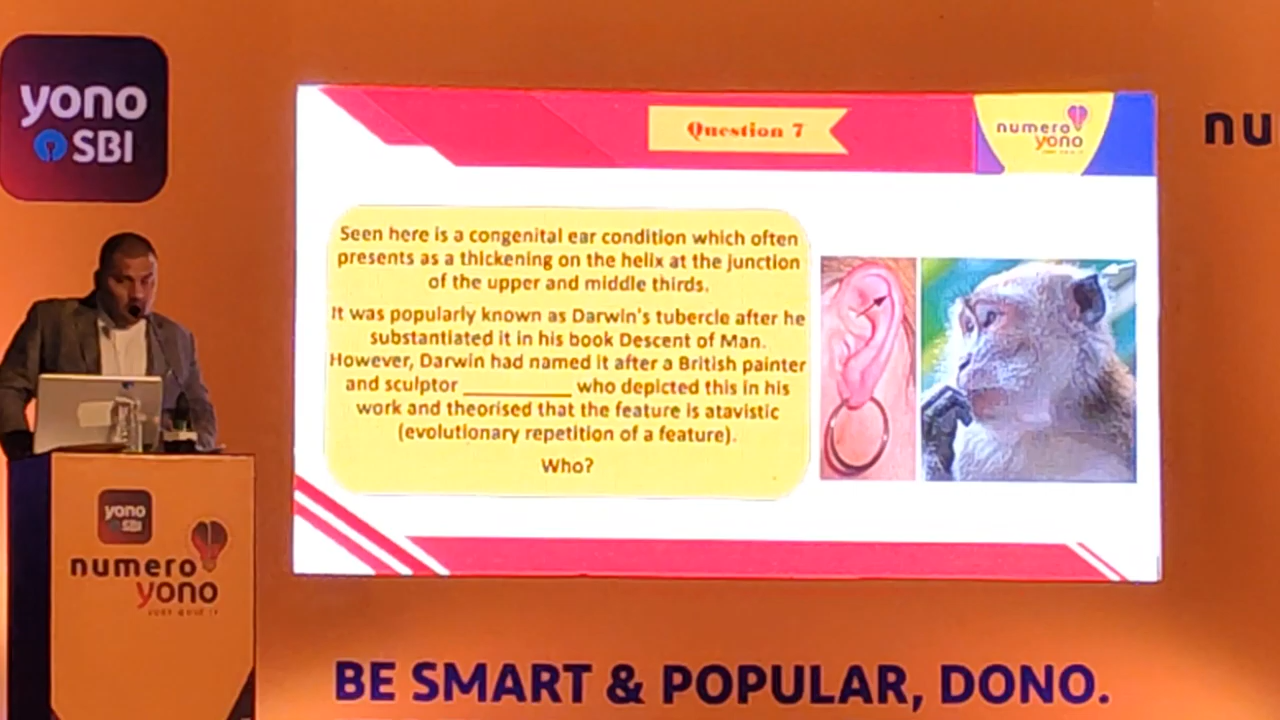 yono
SBI
Question 7
numero
yono
nu
Seen here is a congenital ear condition which often
presents as a thickening on the helix at the junction
of the upper and middle thirds.
It was popularly known as Darwin's tubercle after he
substantiated it in his book Descent of Man.
However, Darwin had named it after a British painter
and sculptor __________ who depicted this in his
work and theorised that the feature is atavistic
(evolutionary repetition of a feature).
Who?
yono
SBI
numero
yono
BE SMART & POPULAR, DONO.